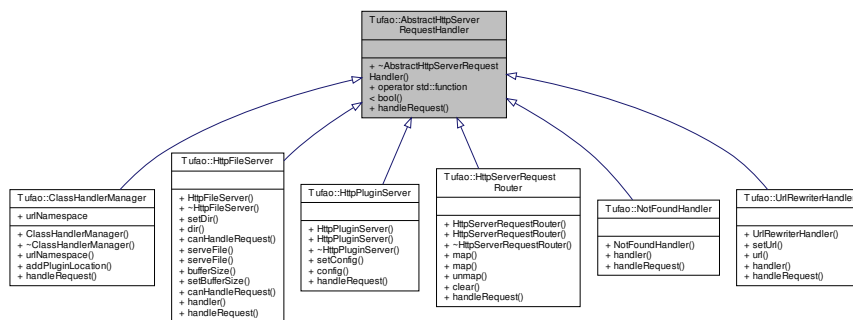 Tufao::AbstractHttpServer
RequestHandler
+ ~AbstractHttpServerRequest
Handler()
+ operator std::function
< bool()
+ handleRequest()
Tufao::ClassHandlerManager
+ urlNamespace
+ ClassHandlerManager()
+ ~ClassHandlerManager()
+ urlNamespace()
+ addPluginLocation()
+ handleRequest()
Tufao::HttpFileServer
+ HttpFileServer()
+ ~HttpFileServer()
+ setDir()
+ dir()
+ canHandleRequest()
+ serveFile()
+ serveFile()
+ bufferSize()
+ setBufferSize()
+ canHandleRequest()
+ handler()
+ handleRequest()
Tufao::HttpPluginServer
+ HttpPluginServer()
+ HttpPluginServer()
+ ~HttpPluginServer()
+ setConfig()
+ config()
+ handleRequest()
Tufao::HttpServerRequest
Router
+ HttpServerRequestRouter()
+ HttpServerRequestRouter()
+ ~HttpServerRequestRouter()
+ map()
+ map()
+ unmap()
+ clear()
+ handleRequest()
Tufao::NotFoundHandler
+ NotFoundHandler()
+ handler()
+ handleRequest()
Tufao::UrlRewriterHandler
+ UrlRewriterHandler()
+ setUrl()
+ url()
+ handler()
+ handleRequest()